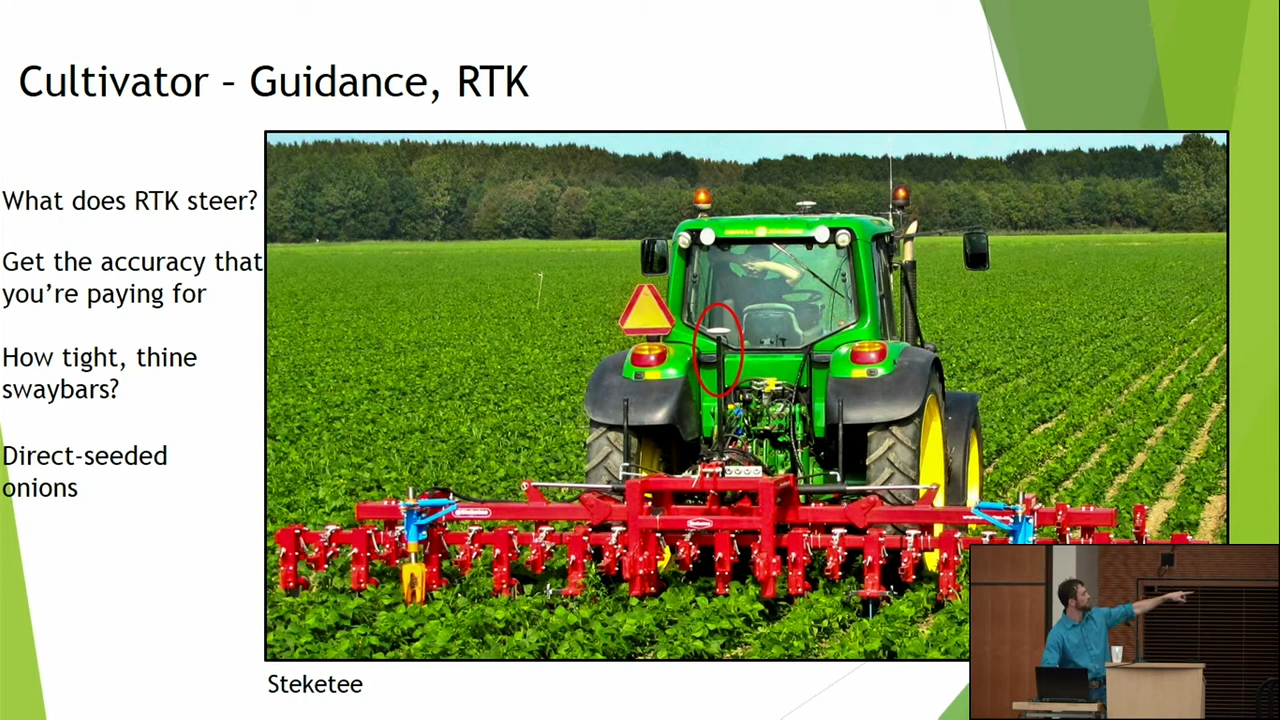 Cultivator – Guidance, RTK
What does RTK steer?
Get the accuracy that
you're paying for
How tight, thine
swaybars?
Direct-seeded
onions
Steketee